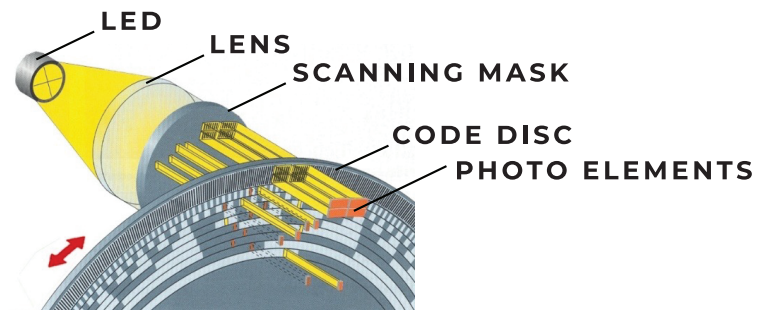 LED
LENS
SCANNING MASK
CODE DISC
PHOTO ELEMENTS